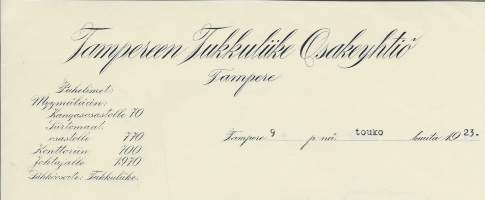 Tampereen Tukkuliike Osakeyhtiö
Tampere
Puhelimet:
Myymälään:
Kangasosastolle 70
Siirtomaat.
osastolle 770
Konttoriin 700
Johtajalle 1970
Sähköosote: Tukkuliike.
Tampere 9 p:nä touko kuuta 1923.